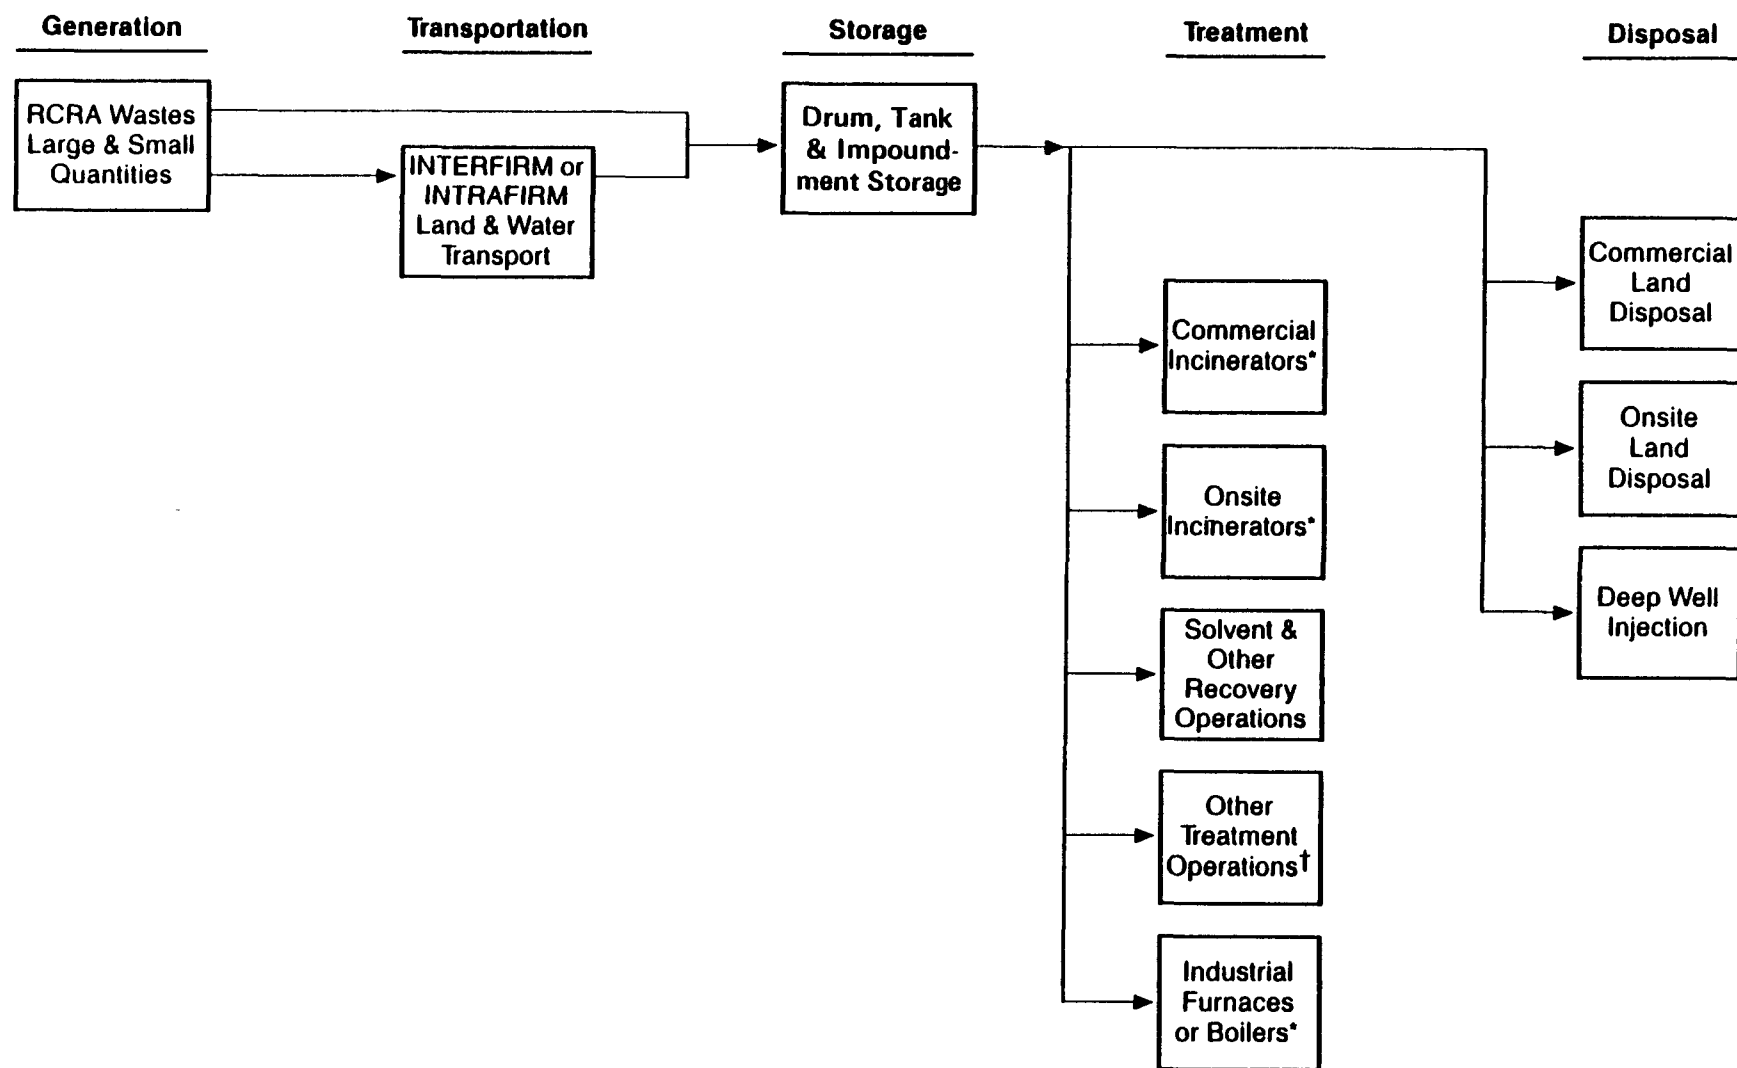 Generation
RCRA Wastes
Large & Small
Quantities
Transportation
INTERFIRM or
INTRAFIRM
Land & Water
Transport
Storage
Drum, Tank
& Impound-
ment Storage
Treatment
Commercial
Incinerators*
Onsite
Incinerators*
Solvent &
Other
Recovery
Operations
Other
Treatment
Operations†
Industrial
Furnaces
or Boilers*
Disposal
Commercial
Land
Disposal
Onsite
Land
Disposal
Deep Well
Injection